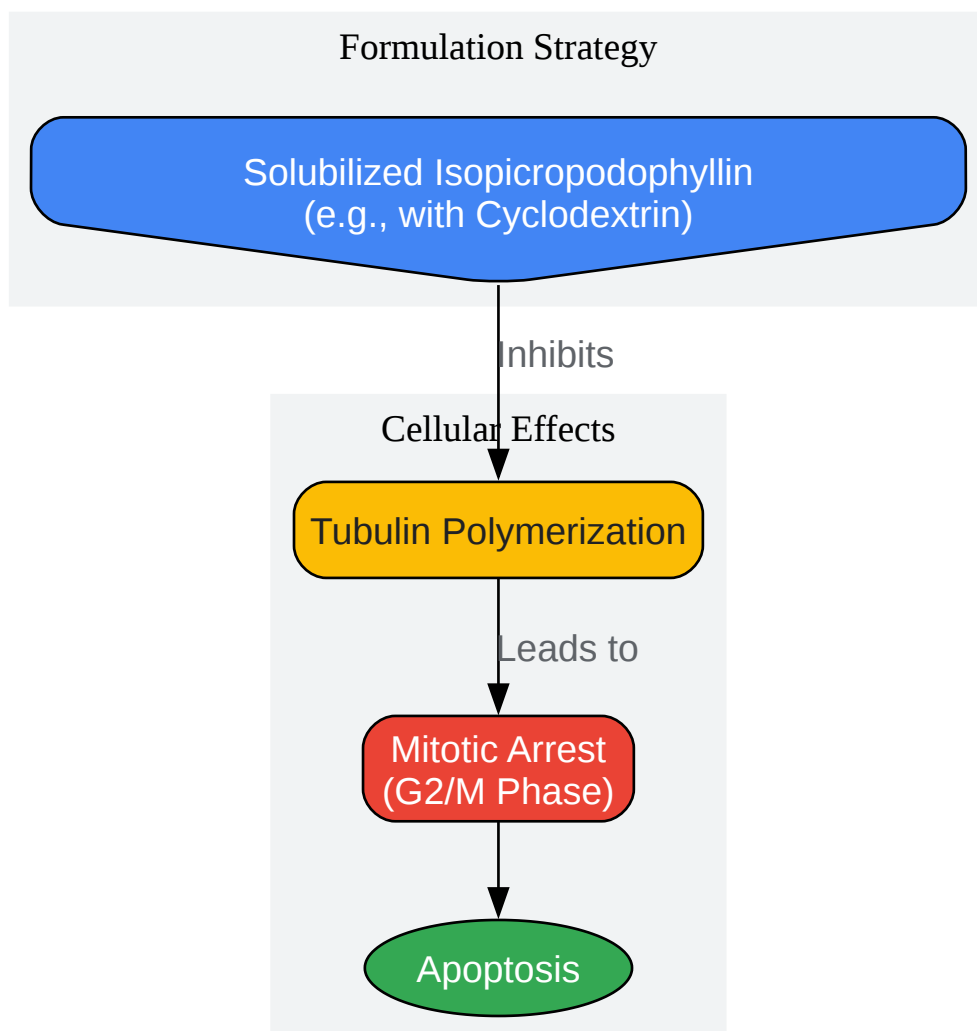 Formulation Strategy
Solubilized Isopicropodophyllin
(e.g., with Cyclodextrin)
Inhibits
Cellular Effects
Tubulin Polymerization
Leads to
Mitotic Arrest
(G2/M Phase)
Apoptosis